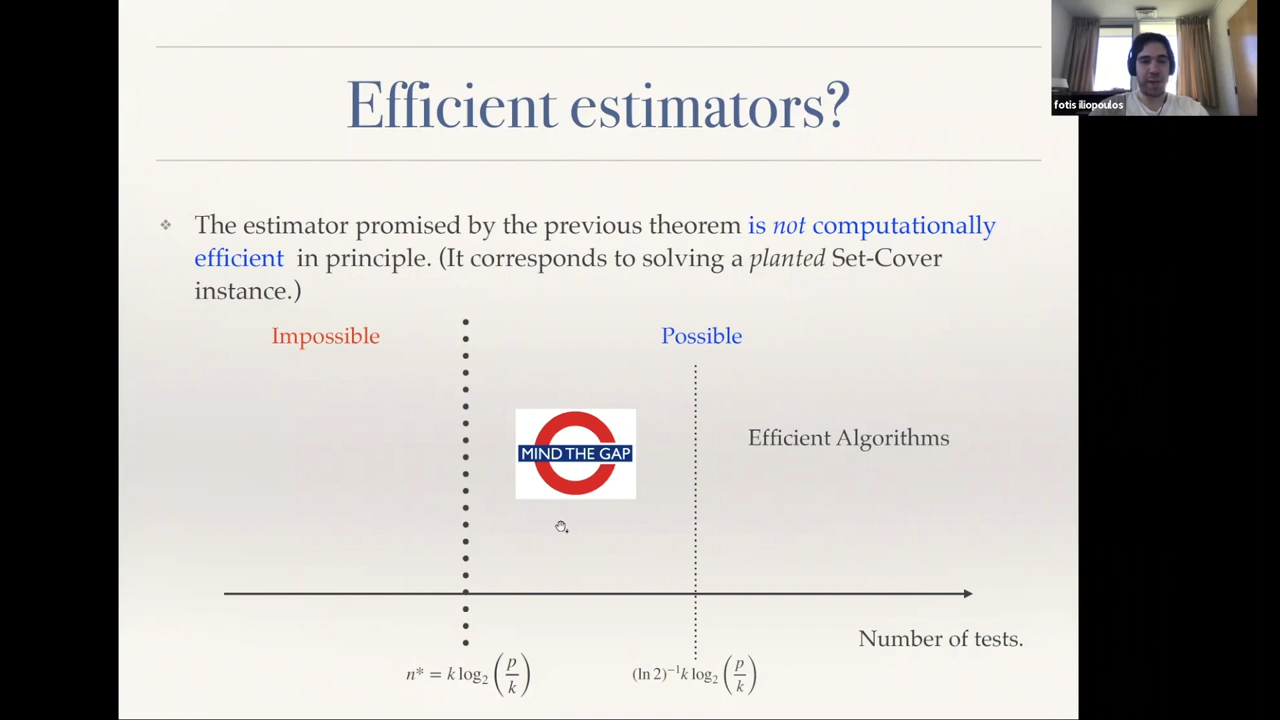 Efficient estimators?
fotis iliopoulos
❖ The estimator promised by the previous theorem is not computationally
efficient in principle. (It corresponds to solving a planted Set-Cover
instance.)
Impossible
Possible
Efficient Algorithms
MIND THE GAP
Number of tests.
n* = k log₂ (p/k)
(ln 2)⁻¹k log₂ (p/k)